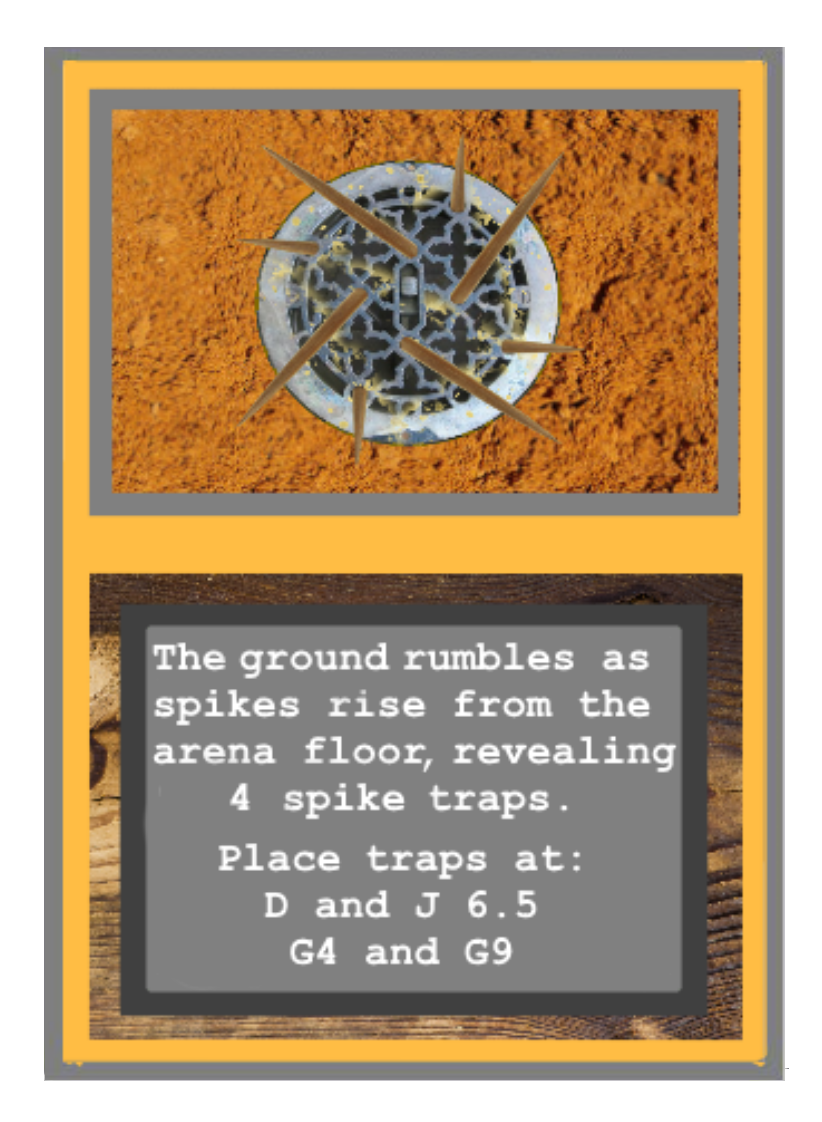 The ground rumbles as
spikes rise from the
arena floor, revealing
4 spike traps.
Place traps at:
D and J 6.5
G4 and G9